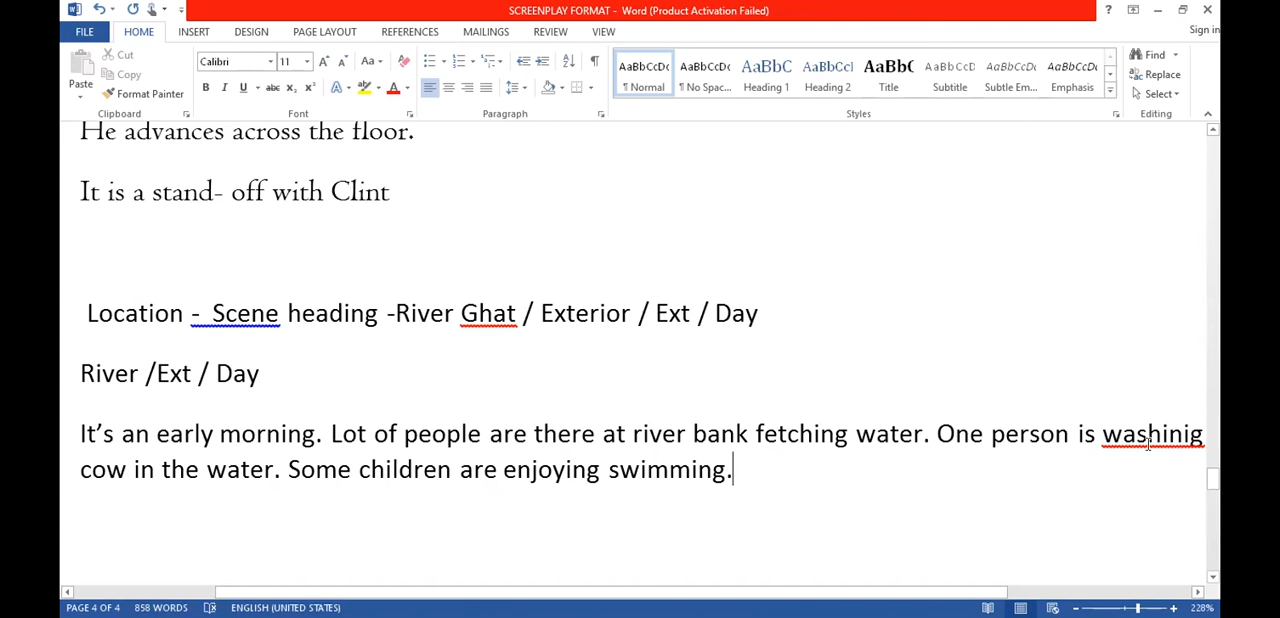 SCREENPLAY FORMAT - Word (Product Activation Failed)
FILE HOME INSERT DESIGN PAGE LAYOUT REFERENCES MAILINGS REVIEW VIEW Sign in
Cut
Copy
Format Painter
Paste
Calibri 11
AaBbCcDc AaBbCcDc AaBbC AaBbCcI AaBbC AaBbCcD AaBbCcDc AaBbCcDc
¶ Normal ¶ No Spac... Heading 1 Heading 2 Title Subtitle Subtle Em... Emphasis
Find
Replace
Select
Clipboard Font Paragraph Styles Editing
He advances across the floor.
It is a stand- off with Clint
Location - Scene heading -River Ghat / Exterior / Ext / Day
River /Ext / Day
It’s an early morning. Lot of people are there at river bank fetching water. One person is washinig
cow in the water. Some children are enjoying swimming.
PAGE 4 OF 4 858 WORDS ENGLISH (UNITED STATES) 228%